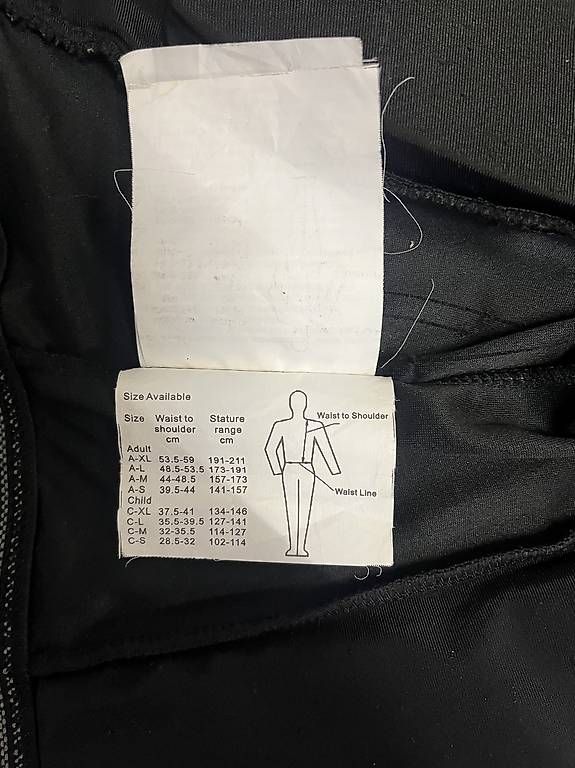 Size Available
Size Waist to shoulder cm Stature range cm
Adult
A-XL 53.5-59 191-211
A-L 48.5-53.5 173-191
A-M 44-48.5 157-173
A-S 39.5-44 141-157
Child
C-XL 37.5-41 134-146
C-L 35.5-39.5 127-141
C-M 32-35.5 114-127
C-S 28.5-32 102-114
Waist to Shoulder
Waist Line